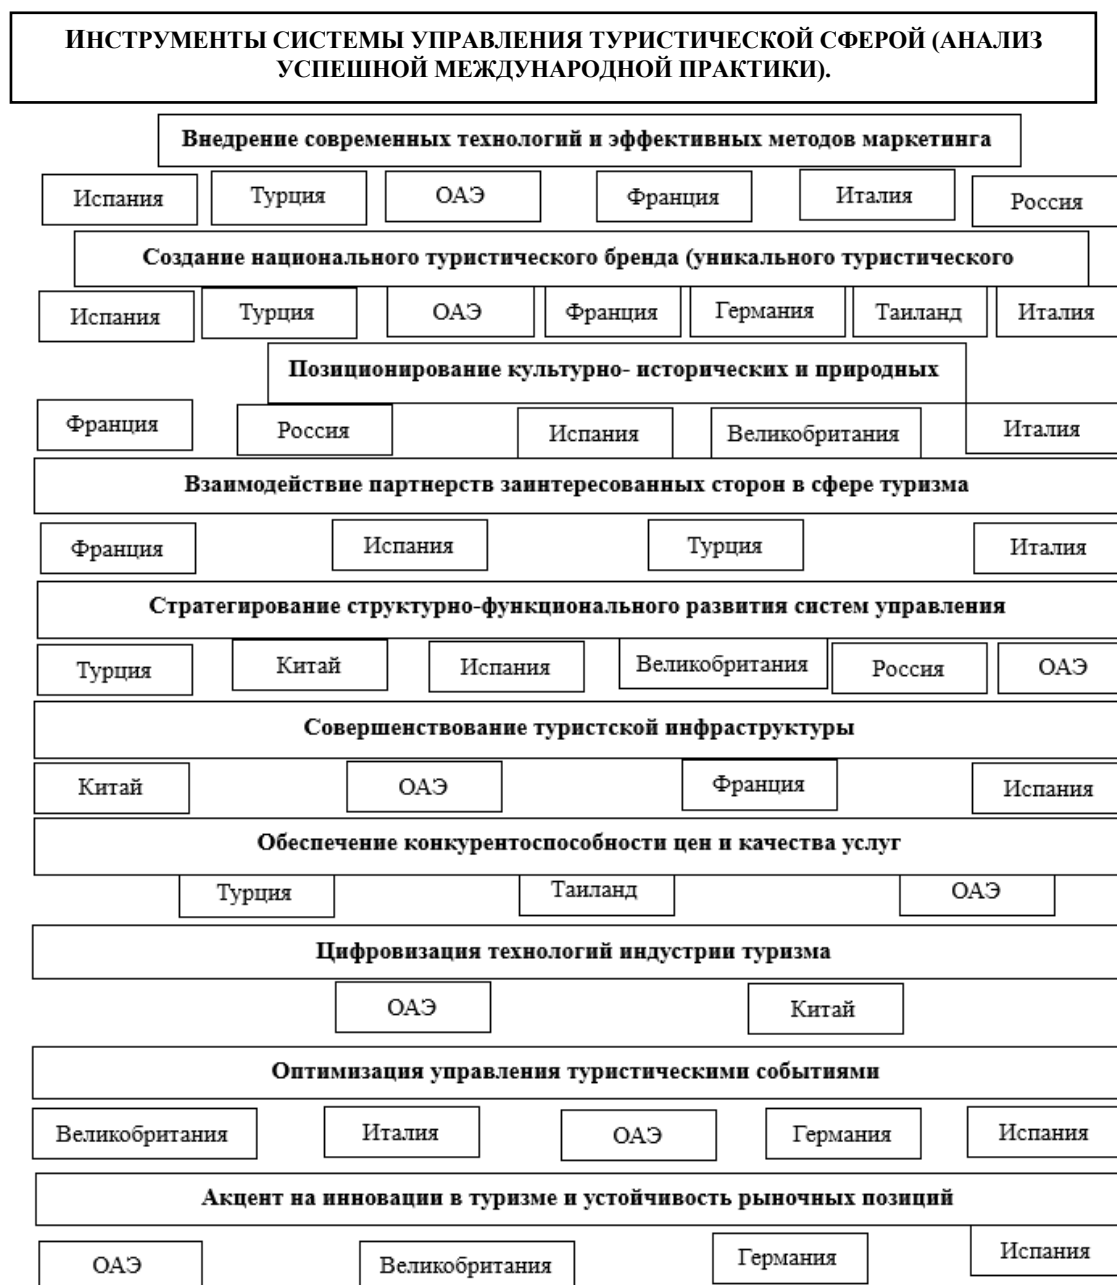 ИНСТРУМЕНТЫ СИСТЕМЫ УПРАВЛЕНИЯ ТУРИСТИЧЕСКОЙ СФЕРОЙ (АНАЛИЗ
УСПЕШНОЙ МЕЖДУНАРОДНОЙ ПРАКТИКИ).
Внедрение современных технологий и эффективных методов маркетинга
Испания Турция ОАЭ Франция Италия Россия
Создание национального туристического бренда (уникального туристического
Испания Турция ОАЭ Франция Германия Таиланд Италия
Позиционирование культурно- исторических и природных
Франция Россия Испания Великобритания Италия
Взаимодействие партнерств заинтересованных сторон в сфере туризма
Франция Испания Турция Италия
Стратегирование структурно-функционального развития систем управления
Турция Китай Испания Великобритания Россия ОАЭ
Совершенствование туристской инфраструктуры
Китай ОАЭ Франция Испания
Обеспечение конкурентоспособности цен и качества услуг
Турция Таиланд ОАЭ
Цифровизация технологий индустрии туризма
ОАЭ Китай
Оптимизация управления туристическими событиями
Великобритания Италия ОАЭ Германия Испания
Акцент на инновации в туризме и устойчивость рыночных позиций
ОАЭ Великобритания Германия Испания